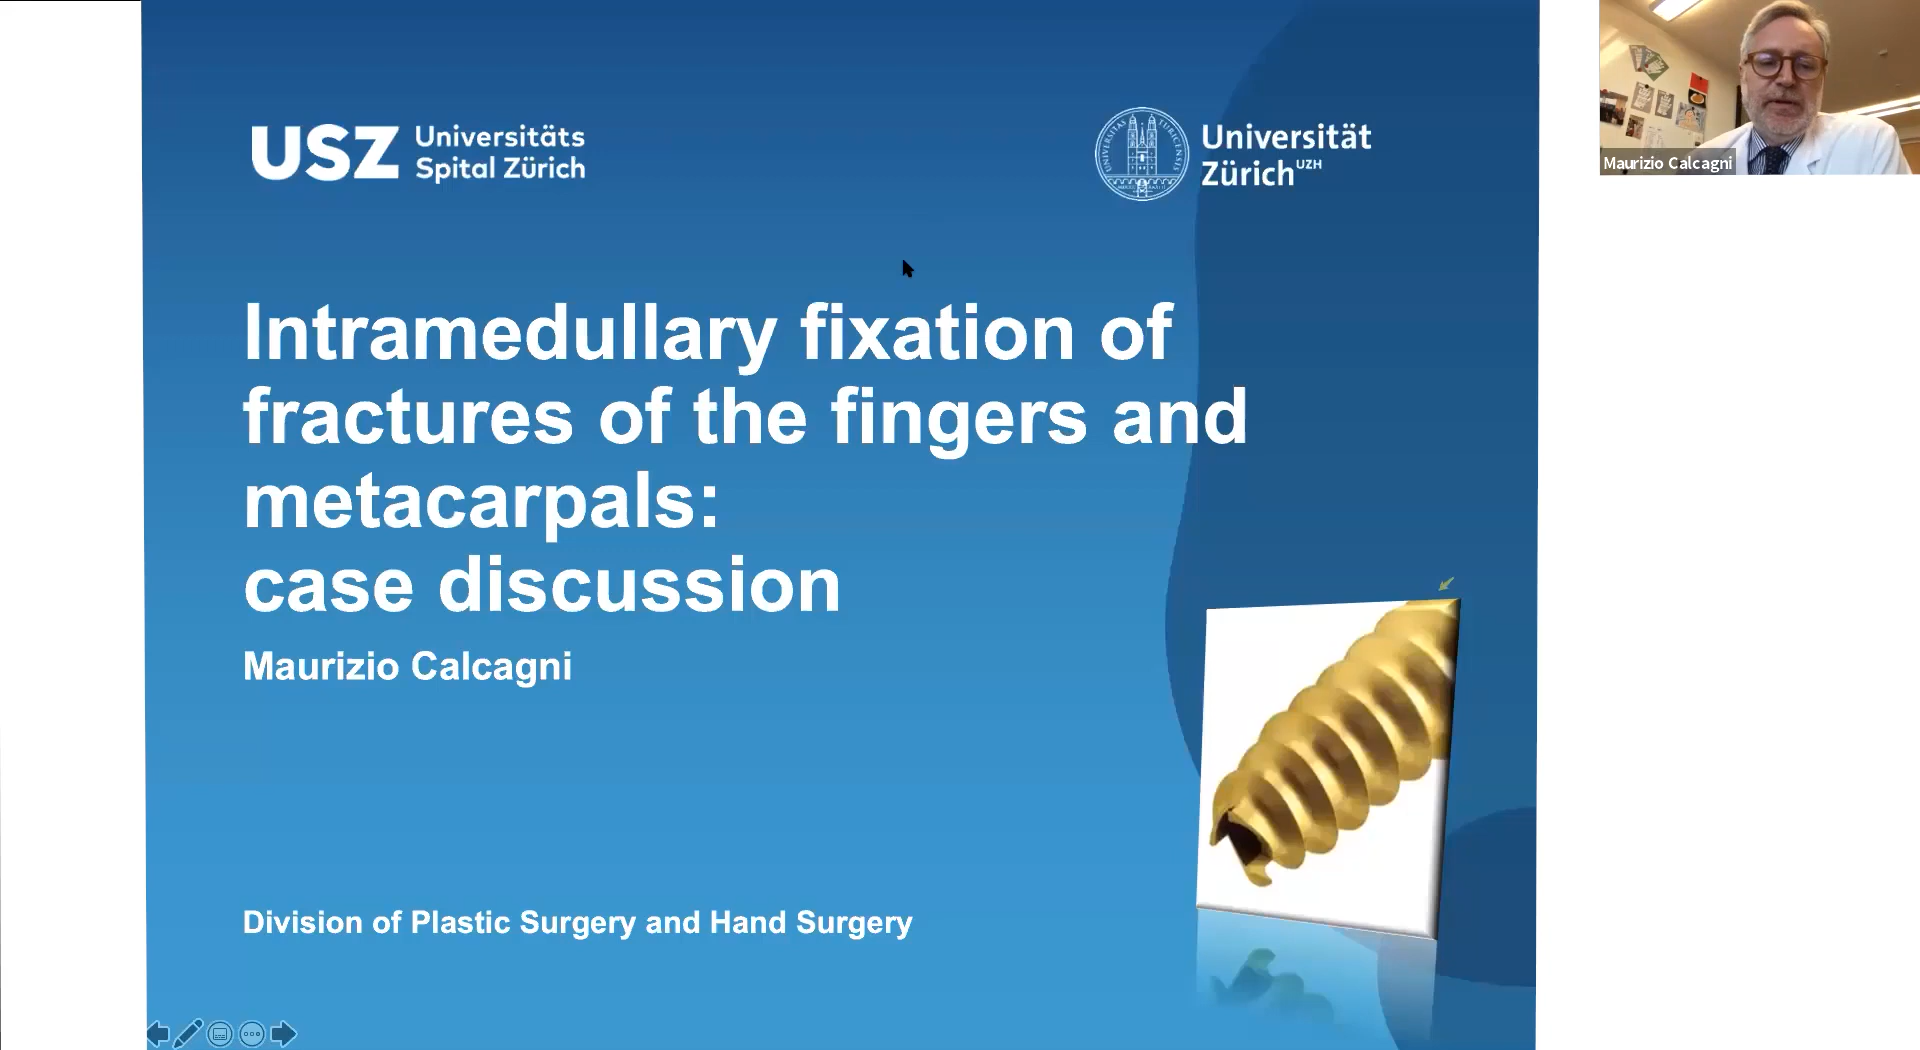 USZ Universitäts
Spital Zürich
Universität
Zürich UZH
Maurizio Calcagni
Intramedullary fixation of
fractures of the fingers and
metacarpals:
case discussion
Maurizio Calcagni
Division of Plastic Surgery and Hand Surgery